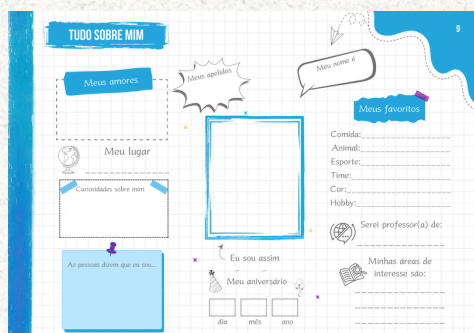 TUDO SOBRE MIM
9
Meus amores
Meus apelidos
Meu nome é
Meus favoritos
Comida:
Animal:
Esporte:
Time:
Cor:
Hobby:
Meu lugar
Curiosidades sobre mim
As pessoas dizem que eu sou...
Eu sou assim
Meu aniversário
dia mês ano
Serei professor(a) de:
Minhas áreas de
interesse são: